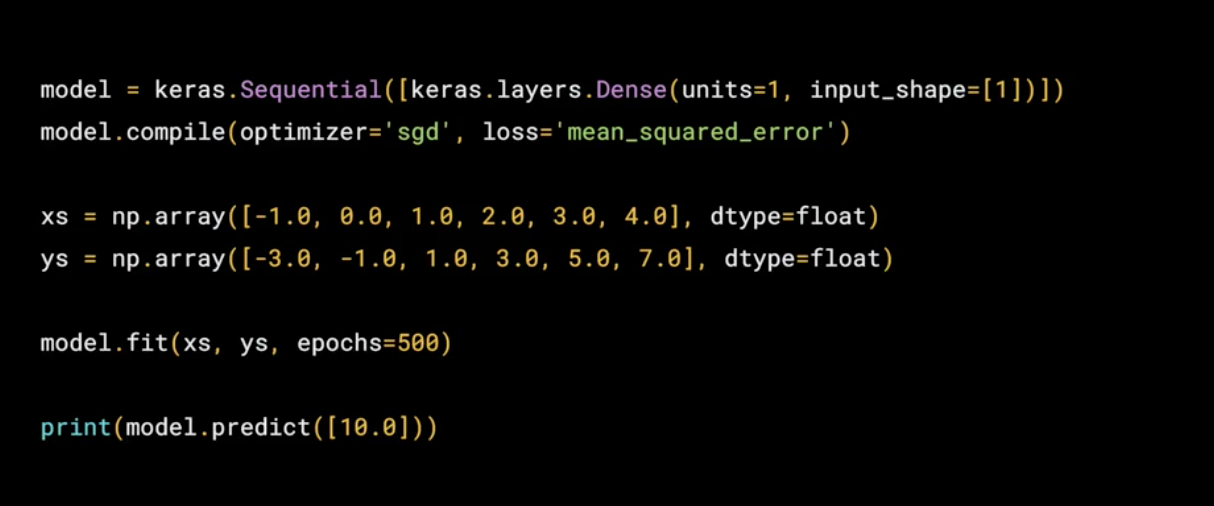 model = keras.Sequential([keras.layers.Dense(units=1, input_shape=[1])])
model.compile(optimizer='sgd', loss='mean_squared_error')
xs = np.array([-1.0, 0.0, 1.0, 2.0, 3.0, 4.0], dtype=float)
ys = np.array([-3.0, -1.0, 1.0, 3.0, 5.0, 7.0], dtype=float)
model.fit(xs, ys, epochs=500)
print(model.predict([10.0]))